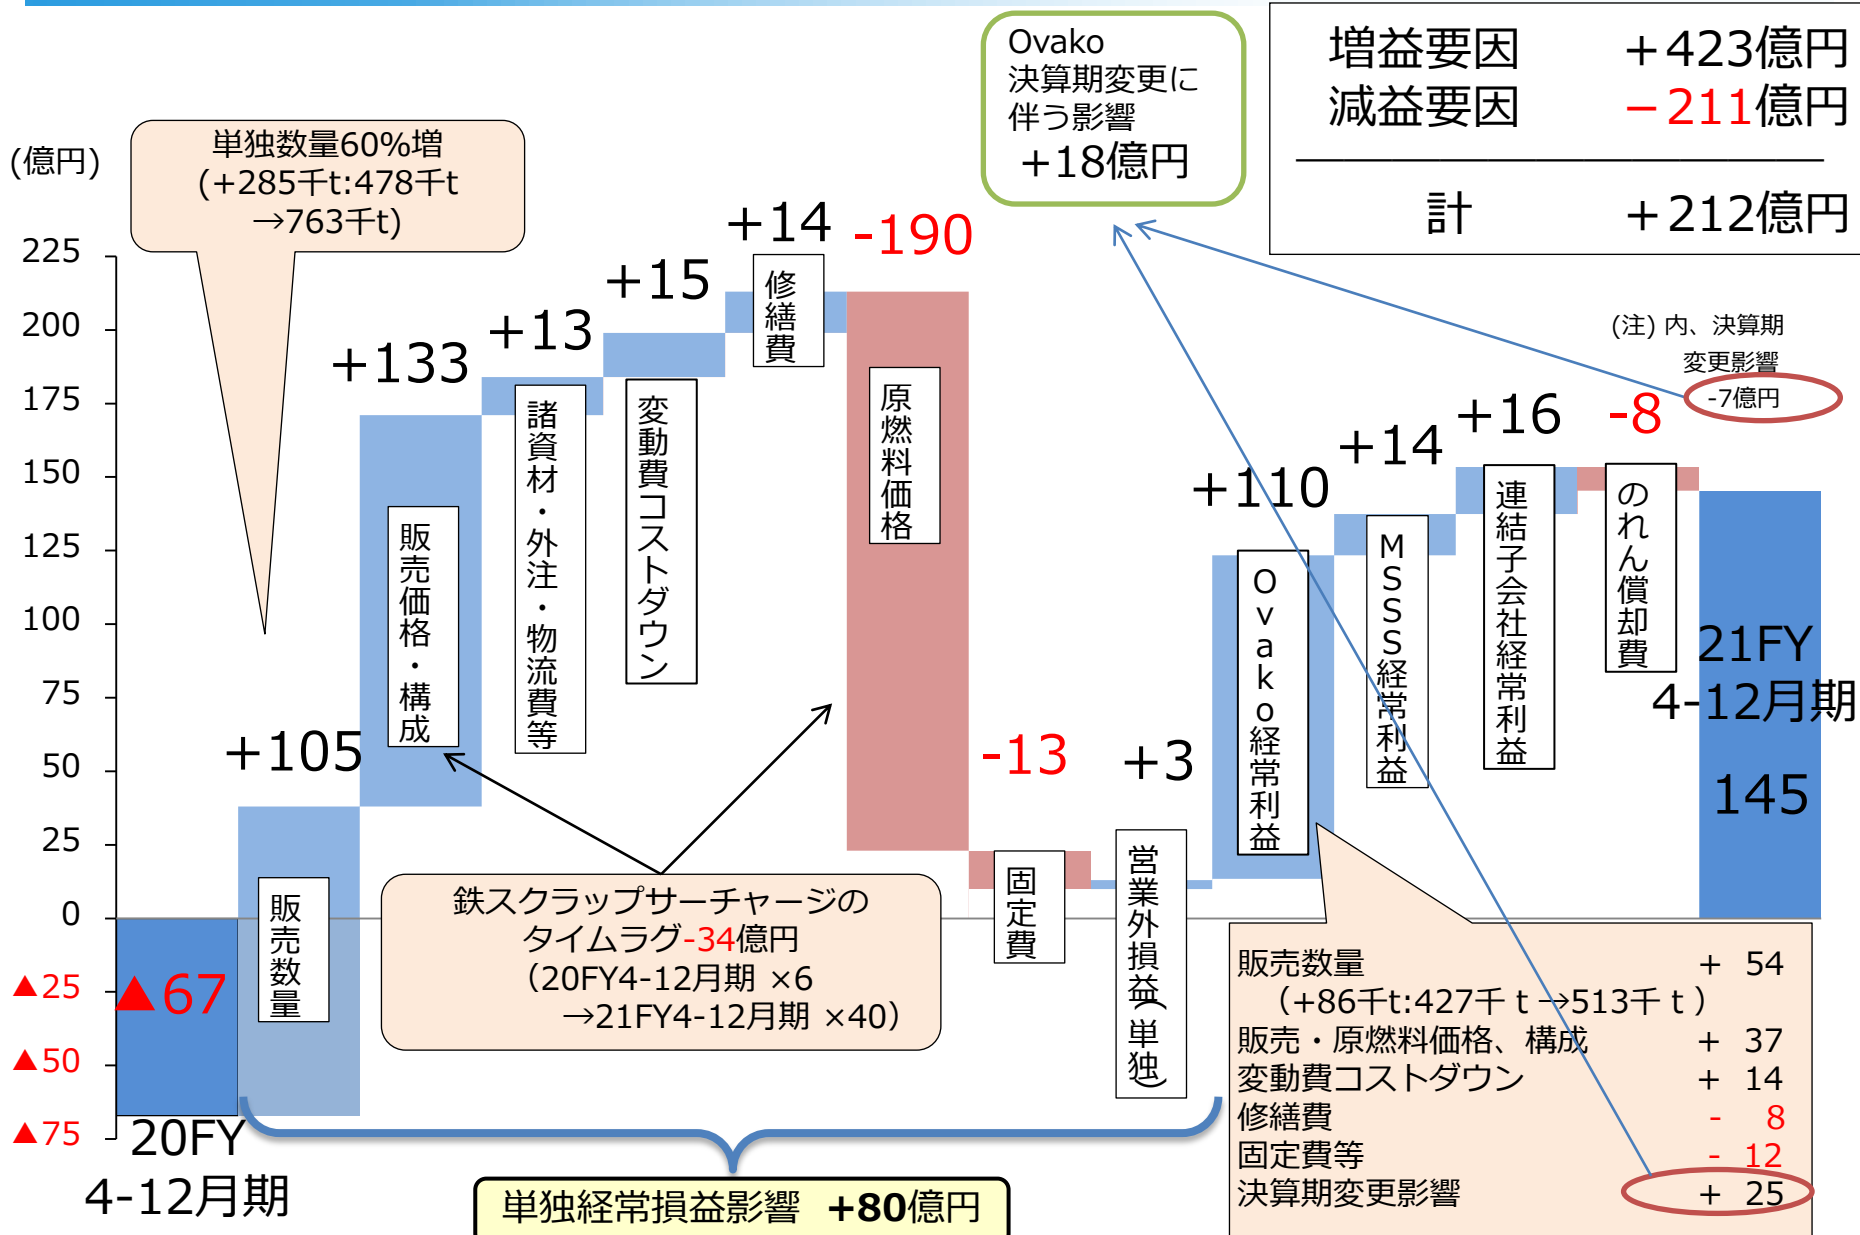 Ovako
決算期変更に
伴う影響
+18億円
増益要因 +423億円
減益要因 －211億円
計 +212億円
(億円)
単独数量60%増
(+285千t:478千t
→763千t)
225
200
175
150
125
100
75
50
25
0
▲25
▲50
▲75
▲67
20FY
4-12月期
+105
販売数量
+133
販売価格・構成
+13
諸資材・外注・物流費等
+15
変動費コストダウン
+14
修繕費
-190
原燃料価格
-13
固定費
+3
営業外損益(単独)
+110
Ovako経常利益
+14
MSSS経常利益
+16
連結子会社経常利益
-8
のれん償却費
(注) 内、決算期
変更影響
-7億円
21FY
4-12月期
145
鉄スクラップサーチャージの
タイムラグ-34億円
（20FY4-12月期 ×6
→21FY4-12月期 ×40）
単独経常損益影響 +80億円
販売数量 + 54
（+86千t:427千ｔ→513千ｔ）
販売・原燃料価格、構成 + 37
変動費コストダウン + 14
修繕費 - 8
固定費等 - 12
決算期変更影響 + 25